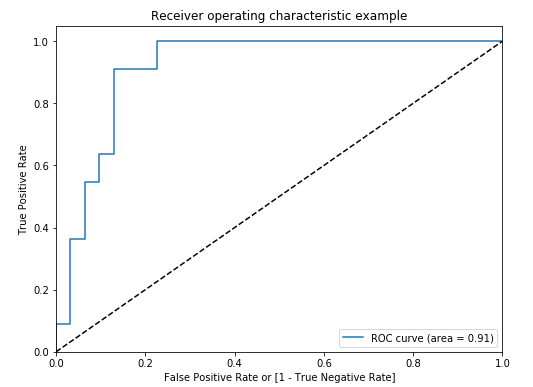 Receiver operating characteristic example
1.0
0.8
0.6
0.4
0.2
0.0
True Positive Rate
0.0 0.2 0.4 0.6 0.8 1.0
False Positive Rate or [1 - True Negative Rate]
ROC curve (area = 0.91)